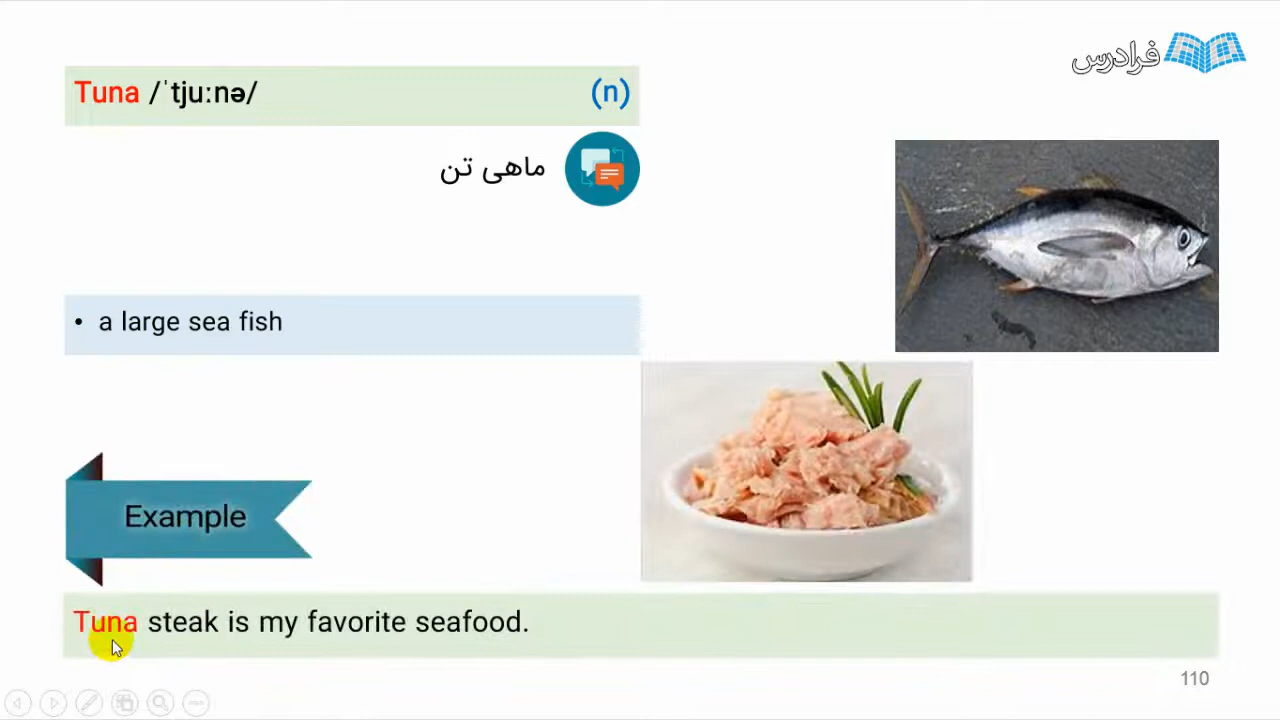 فرادرس
Tuna /ˈtjuːnə/ (n)
ماهی تن
• a large sea fish
Example
Tuna steak is my favorite seafood.
110